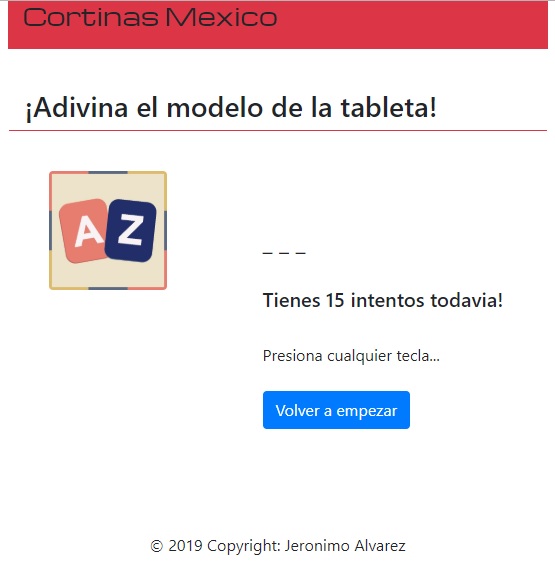 Cortinas Mexico
¡Adivina el modelo de la tableta!
A Z
_ _ _
Tienes 15 intentos todavia!
Presiona cualquier tecla...
Volver a empezar
© 2019 Copyright: Jeronimo Alvarez